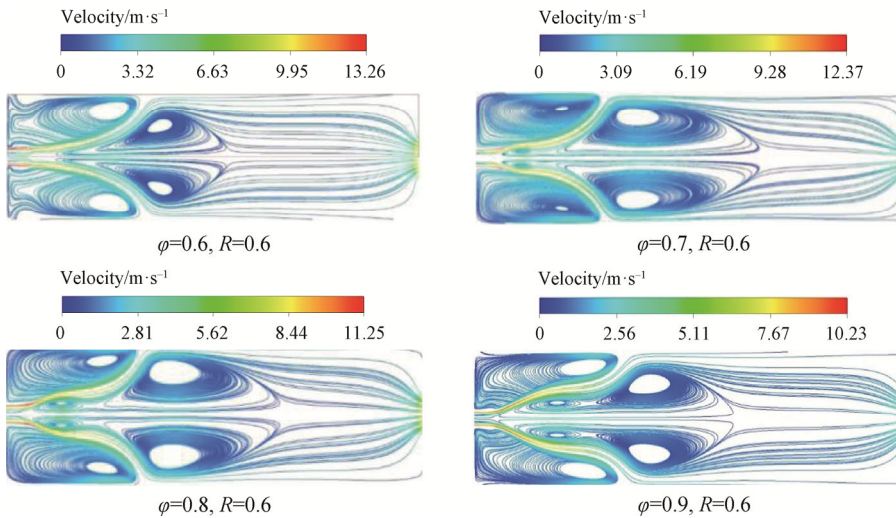 Velocity/m·s⁻¹
0 3.32 6.63 9.95 13.26
φ=0.6, R=0.6
Velocity/m·s⁻¹
0 3.09 6.19 9.28 12.37
φ=0.7, R=0.6
Velocity/m·s⁻¹
0 2.81 5.62 8.44 11.25
φ=0.8, R=0.6
Velocity/m·s⁻¹
0 2.56 5.11 7.67 10.23
φ=0.9, R=0.6